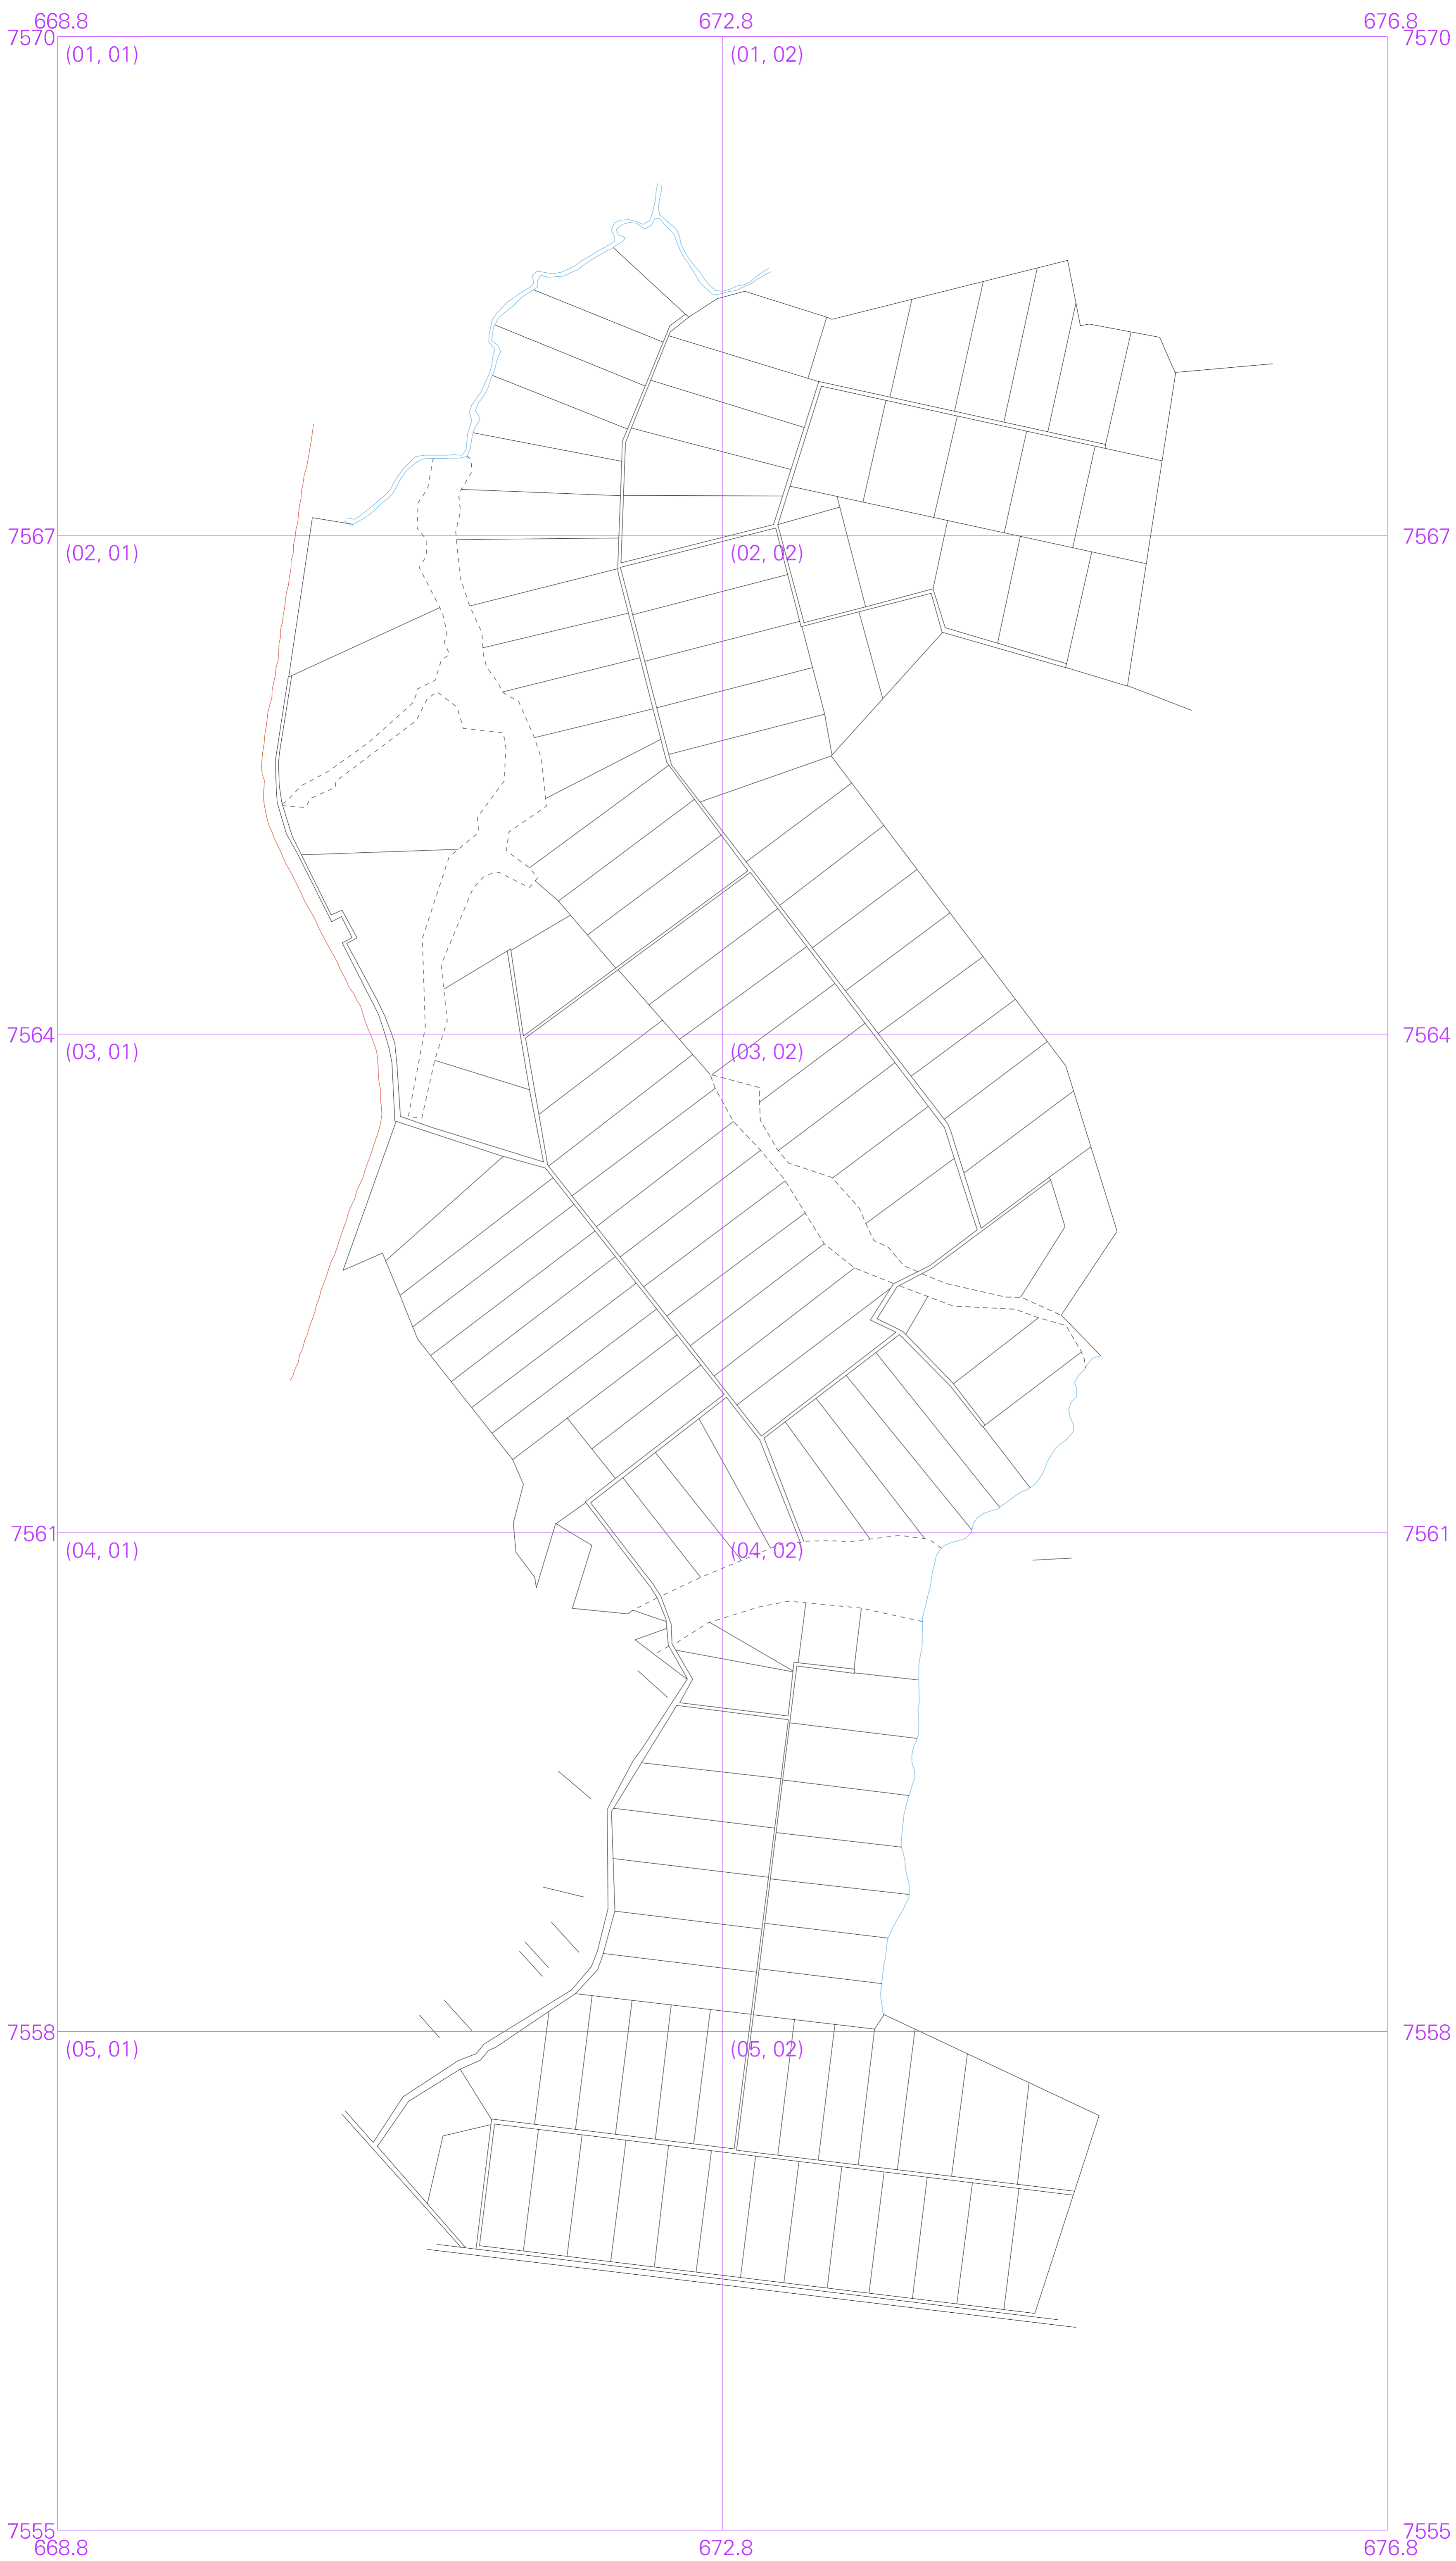 668.8 672.8 676.8
7570 7570
(01, 01) (01, 02)
7567 7567
(02, 01) (02, 02)
7564 7564
(03, 01) (03, 02)
7561 7561
(04, 01) (04, 02)
7558 7558
(05, 01) (05, 02)
7555 7555
668.8 672.8 676.8